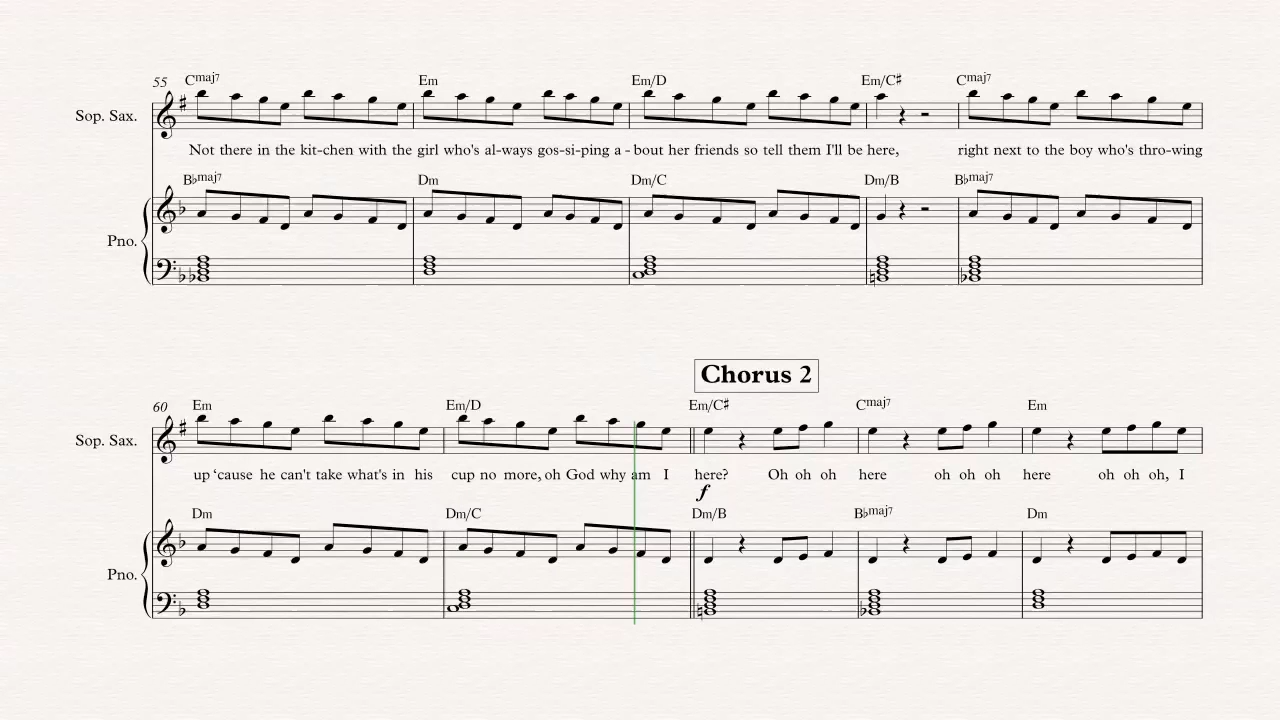 55 Cmaj7 Em Em/D Em/C♯ Cmaj7
Sop. Sax.
Not there in the kit-chen with the girl who's al-ways gos-si-ping a - bout her friends so tell them I'll be here, right next to the boy who's thro-wing
B♭maj7 Dm Dm/C Dm/B B♭maj7
Pno.
Chorus 2
60 Em Em/D Em/C♯ Cmaj7 Em
Sop. Sax.
up ‘cause he can't take what's in his cup no more, oh God why am I here? Oh oh oh here oh oh oh here oh oh oh, I
f
Dm Dm/C Dm/B B♭maj7 Dm
Pno.